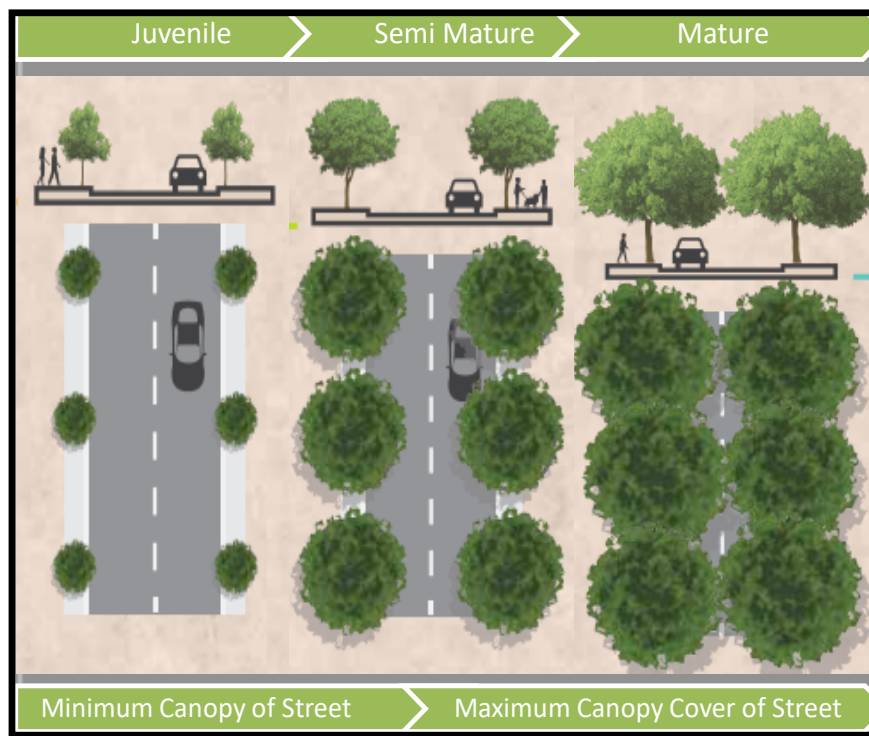 Juvenile
Semi Mature
Mature
Minimum Canopy of Street
Maximum Canopy Cover of Street